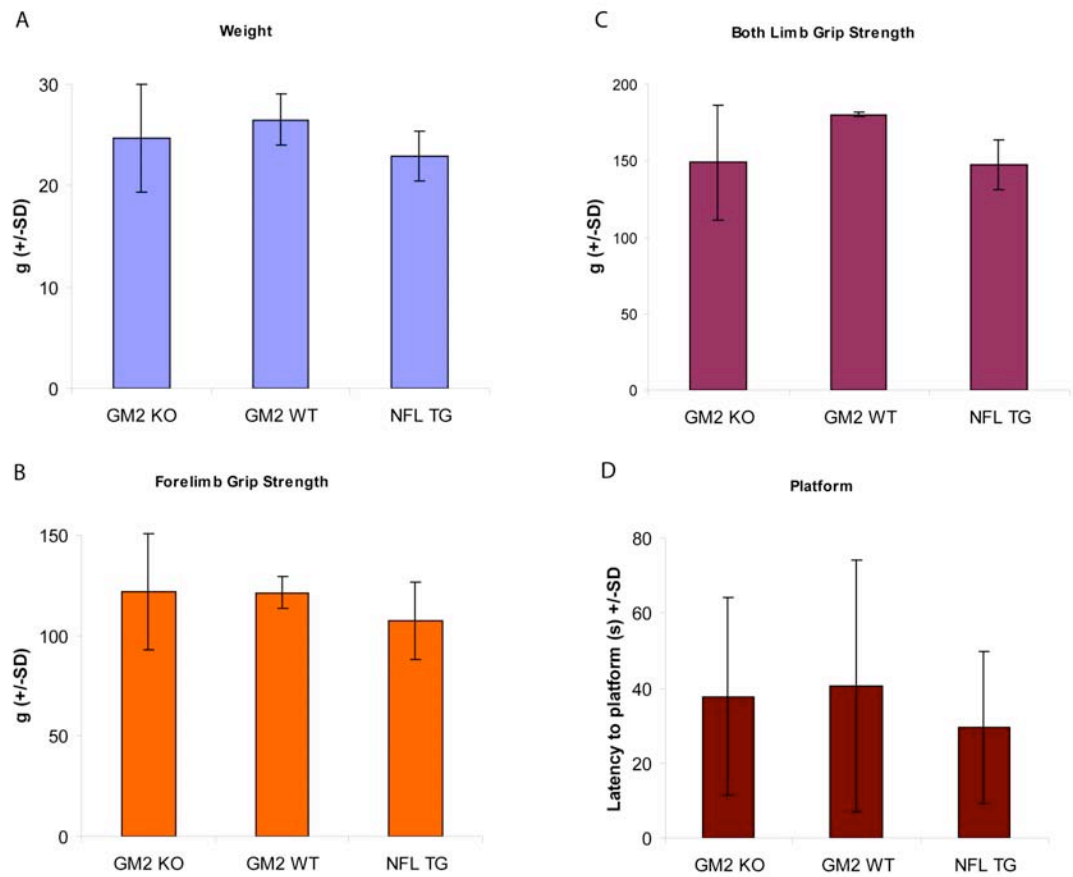 A
Weight
g (+/-SD)
30
20
10
0
GM2 KO GM2 WT NFL TG
C
Both Limb Grip Strength
g (+/-SD)
200
150
100
50
0
GM2 KO GM2 WT NFL TG
B
Forelimb Grip Strength
g (+/-SD)
150
100
50
0
GM2 KO GM2 WT NFL TG
D
Platform
Latency to platform (s) +/-SD
80
60
40
20
0
GM2 KO GM2 WT NFL TG